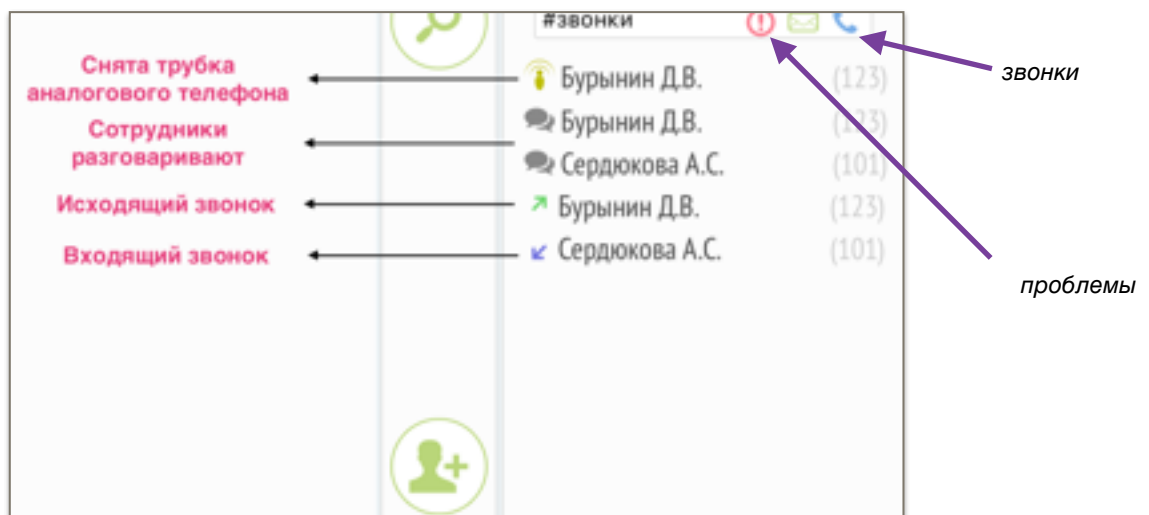 #звонки
Снята трубка
аналогового телефона
Бурынин Д.В. (123)
звонки
Сотрудники
разговаривают
Бурынин Д.В. (123)
Сердюкова А.С. (101)
Исходящий звонок
Бурынин Д.В. (123)
Входящий звонок
Сердюкова А.С. (101)
проблемы